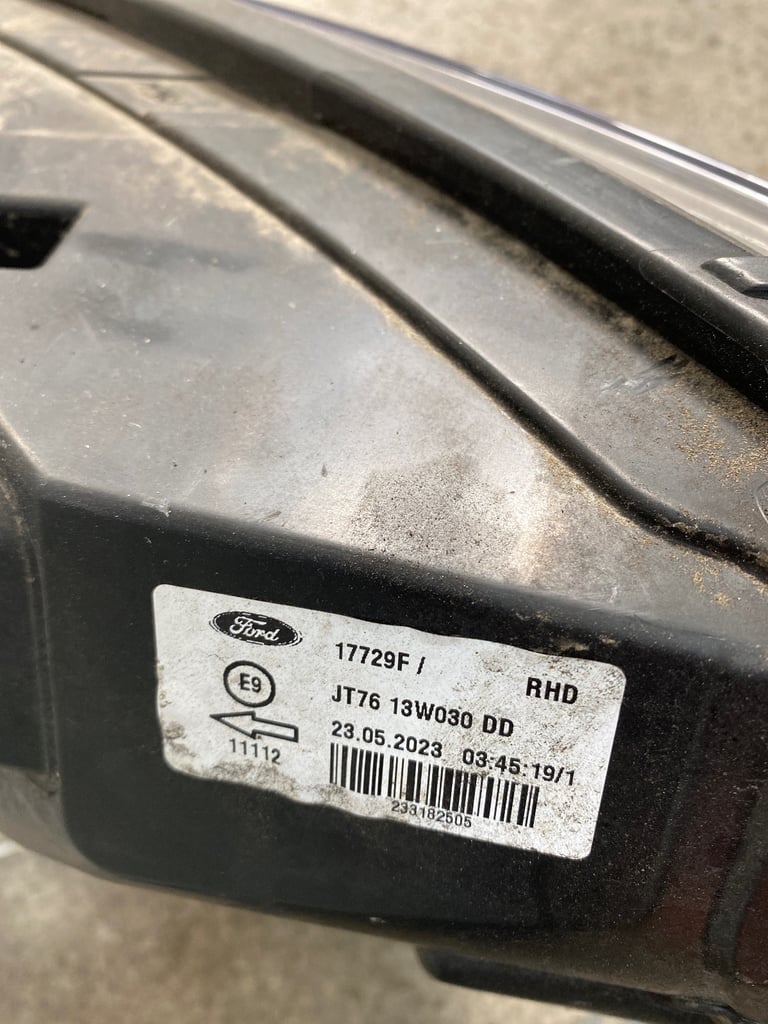 Ford
17729F /
RHD
E9
JT76 13W030 DD
11112
23.05.2023 03:45:19/1
233182505